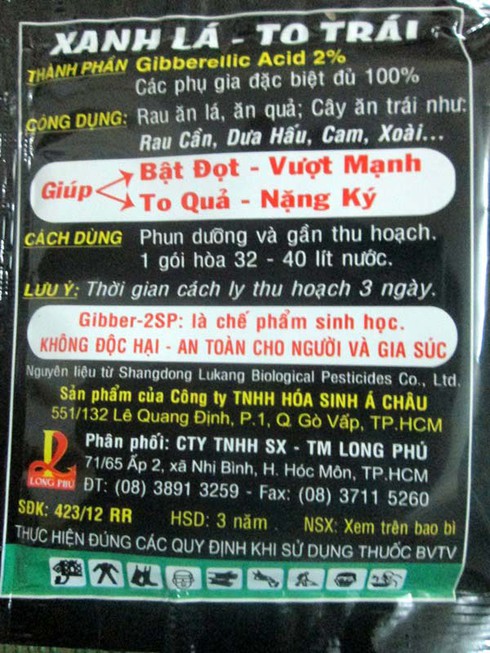 XANH LÁ - TO TRÁI
THÀNH PHẦN Gibberellic Acid 2%
Các phụ gia đặc biệt đủ 100%
CÔNG DỤNG: Rau ăn lá, ăn quả; Cây ăn trái như:
Rau Cần, Dưa Hấu, Cam, Xoài...
Giúp
Bật Đọt - Vượt Mạnh
To Quả - Nặng Ký
CÁCH DÙNG Phun dưỡng và gần thu hoạch.
1 gói hòa 32 - 40 lít nước.
LƯU Ý: Thời gian cách ly thu hoạch 3 ngày.
Gibber-2SP: là chế phẩm sinh học.
KHÔNG ĐỘC HẠI - AN TOÀN CHO NGƯỜI VÀ GIA SÚC
Nguyên liệu từ Shangdong Lukang Biological Pesticides Co., Ltd.
Sản phẩm của Công ty TNHH HÓA SINH Á CHÂU
551/132 Lê Quang Định, P.1, Q. Gò Vấp, TP.HCM
LONG PHÚ
Phân phối: CTY TNHH SX - TM LONG PHÚ
71/65 Ấp 2, xã Nhị Bình, H. Hóc Môn, TP.HCM
ĐT: (08) 3891 3259 - Fax: (08) 3711 5260
SĐK: 423/12 RR HSD: 3 năm NSX: Xem trên bao bì
THỰC HIỆN ĐÚNG CÁC QUY ĐỊNH KHI SỬ DỤNG THUỐC BVTV